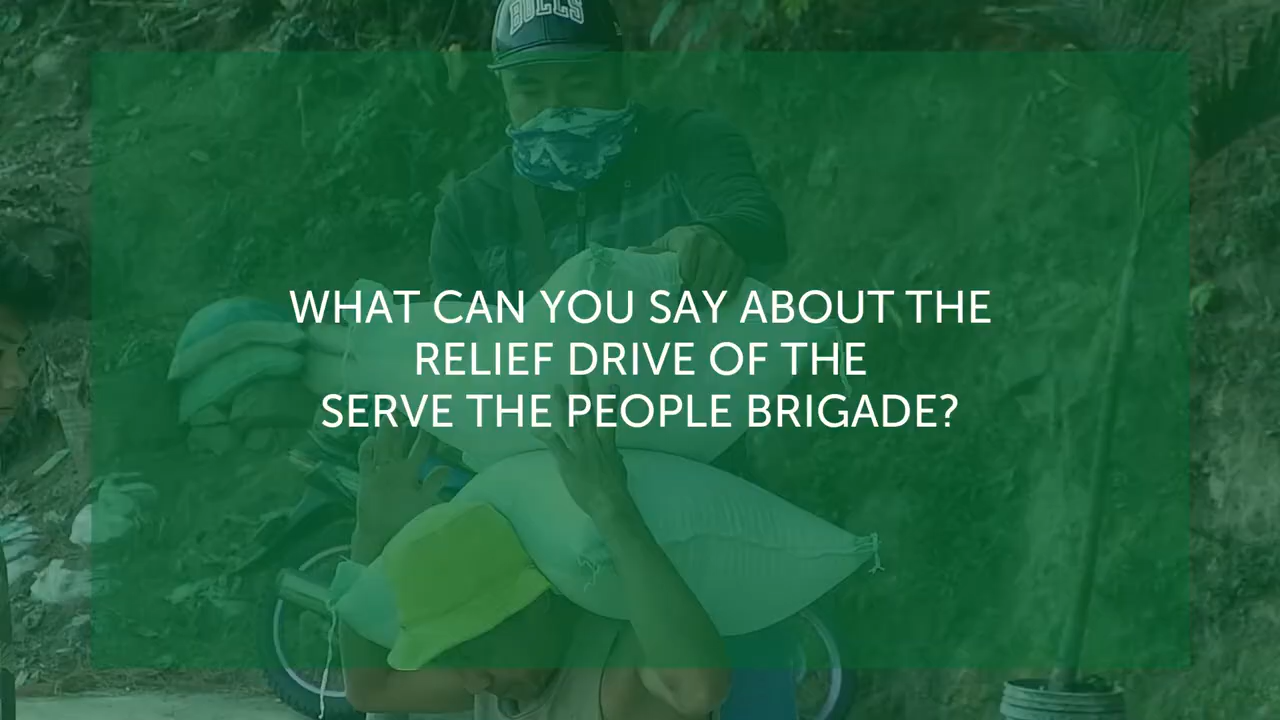 BULLS
WHAT CAN YOU SAY ABOUT THE
RELIEF DRIVE OF THE
SERVE THE PEOPLE BRIGADE?